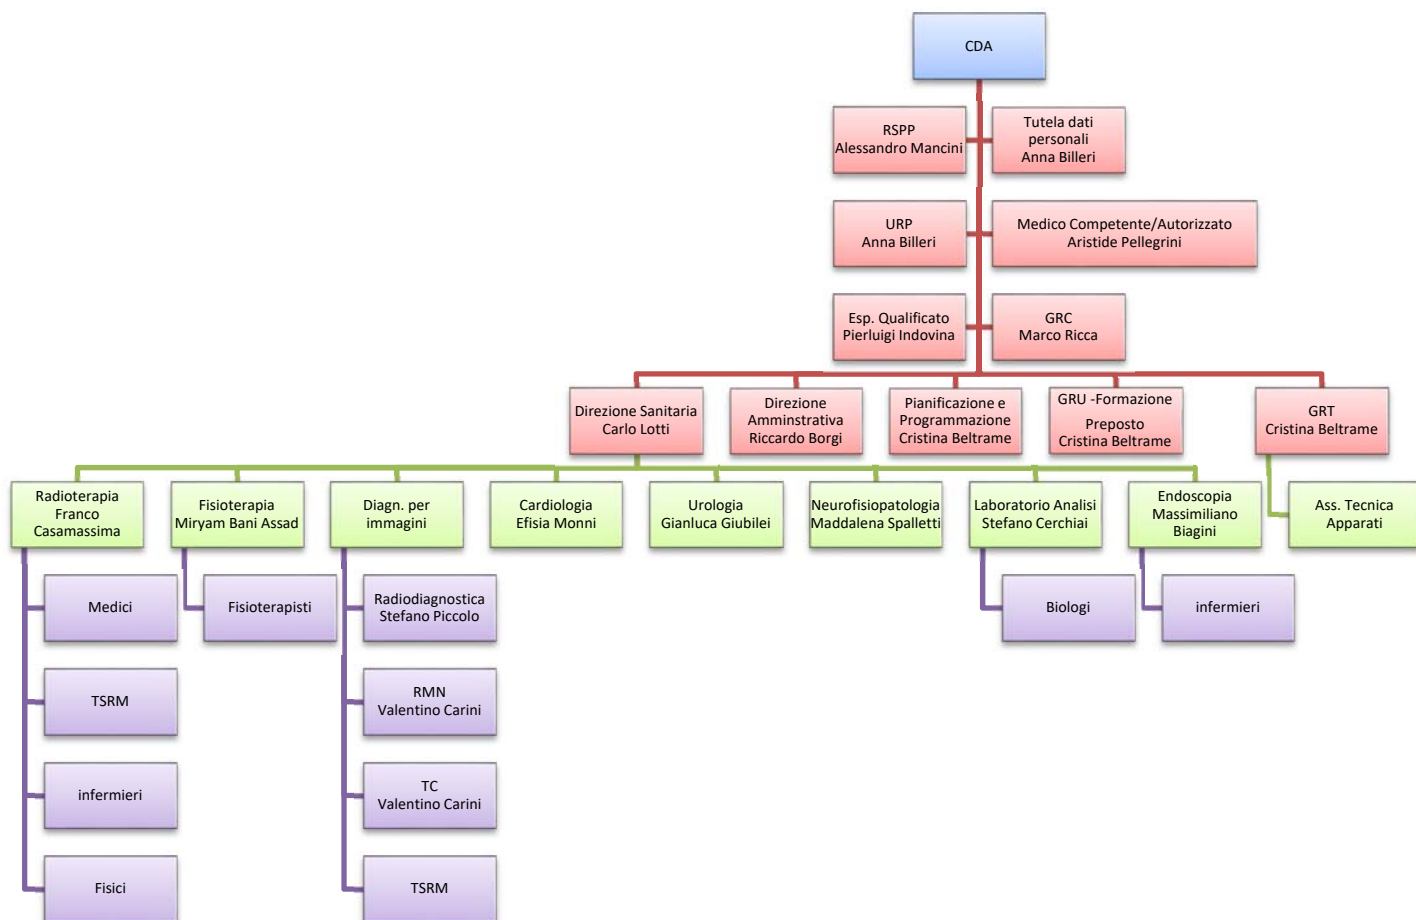 CDA
RSPP
Alessandro Mancini
Tutela dati
personali
Anna Billeri
URP
Anna Billeri
Medico Competente/Autorizzato
Aristide Pellegrini
Esp. Qualificato
Pierluigi Indovina
GRC
Marco Ricca
Direzione Sanitaria
Carlo Lotti
Direzione
Amminstrativa
Riccardo Borgi
Pianificazione e
Programmazione
Cristina Beltrame
GRU -Formazione
Preposto
Cristina Beltrame
GRT
Cristina Beltrame
Radioterapia
Franco
Casamassima
Fisioterapia
Miryam Bani Assad
Diagn. per
immagini
Cardiologia
Efisia Monni
Urologia
Gianluca Giubilei
Neurofisiopatologia
Maddalena Spalletti
Laboratorio Analisi
Stefano Cerchiai
Endoscopia
Massimiliano
Biagini
Ass. Tecnica
Apparati
Medici
Fisioterapisti
Radiodiagnostica
Stefano Piccolo
Biologi
infermieri
TSRM
RMN
Valentino Carini
infermieri
TC
Valentino Carini
Fisici
TSRM